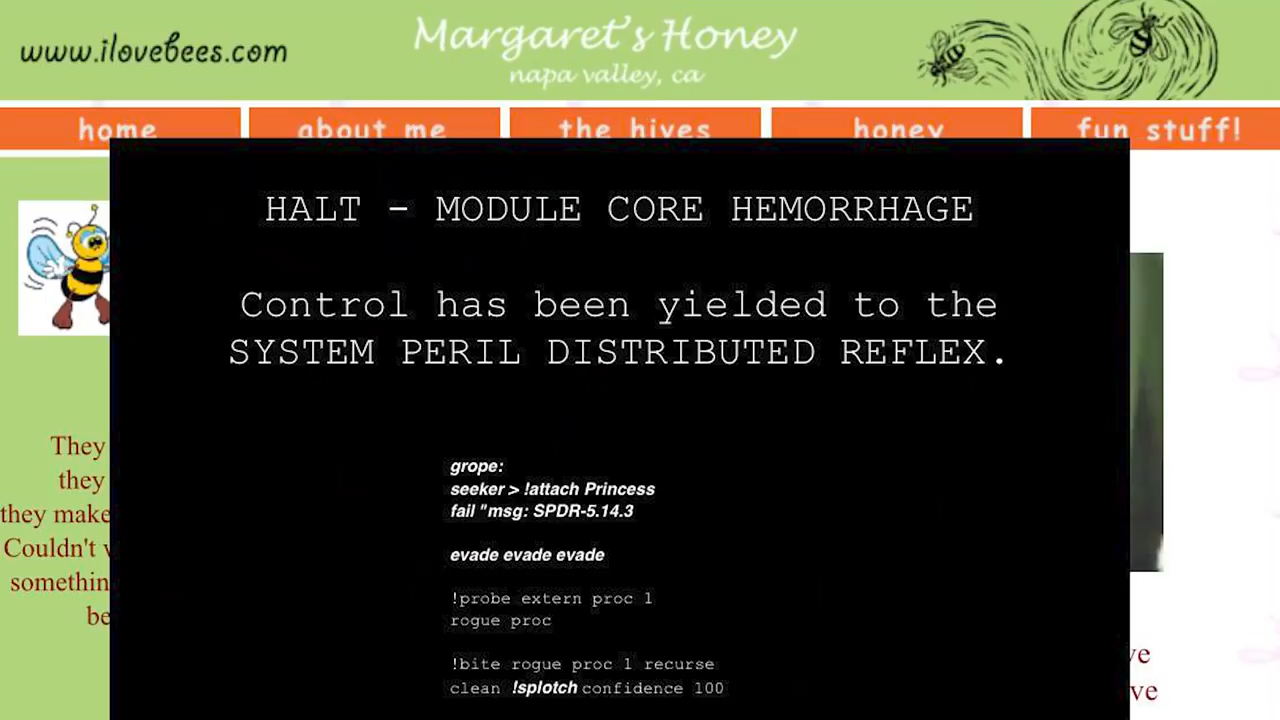 www.ilovebees.com
Margaret's Honey
napa valley, ca
home about me the hives honey fun stuff!
HALT - MODULE CORE HEMORRHAGE
Control has been yielded to the
SYSTEM PERIL DISTRIBUTED REFLEX.
They
they
they make
Couldn't
be
grope:
seeker > !attach Princess
fail "msg: SPDR-5.14.3
evade evade evade
!probe extern proc 1
rogue proc
!bite rogue proc 1 recurse
clean !splotch confidence 100